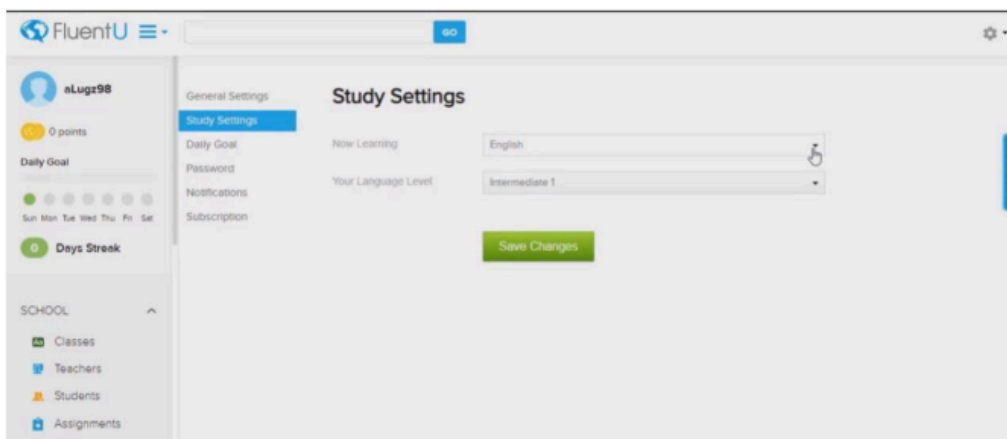 FluentU
GO
aLugz98
0 points
Daily Goal
Sun Mon Tue Wed Thu Fri Sat
0 Days Streak
SCHOOL
Classes
Teachers
Students
Assignments
General Settings
Study Settings
Daily Goal
Password
Notifications
Subscription
Study Settings
Now Learning English
Your Language Level Intermediate 1
Save Changes